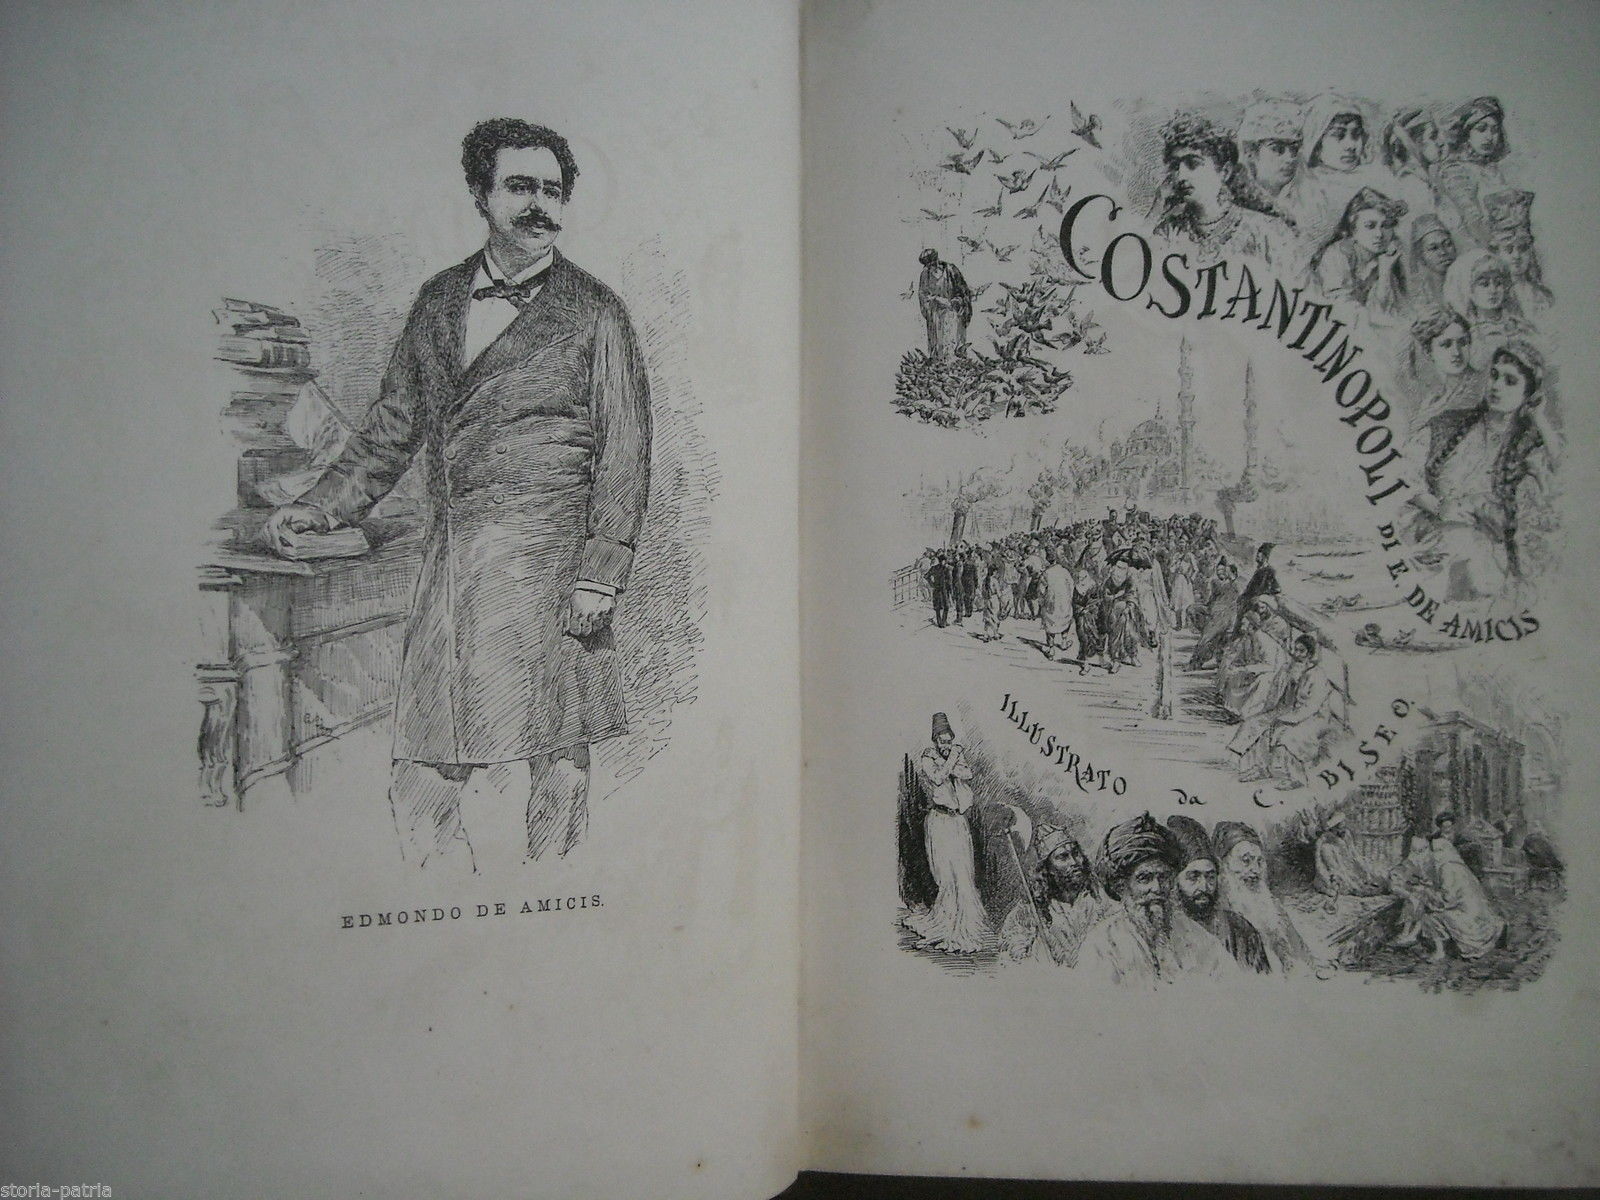 EDMONDO DE AMICIS.
COSTANTINOPOLI DI E. DE AMICIS
ILLUSTRATO da C. BISEO.
storia-patria